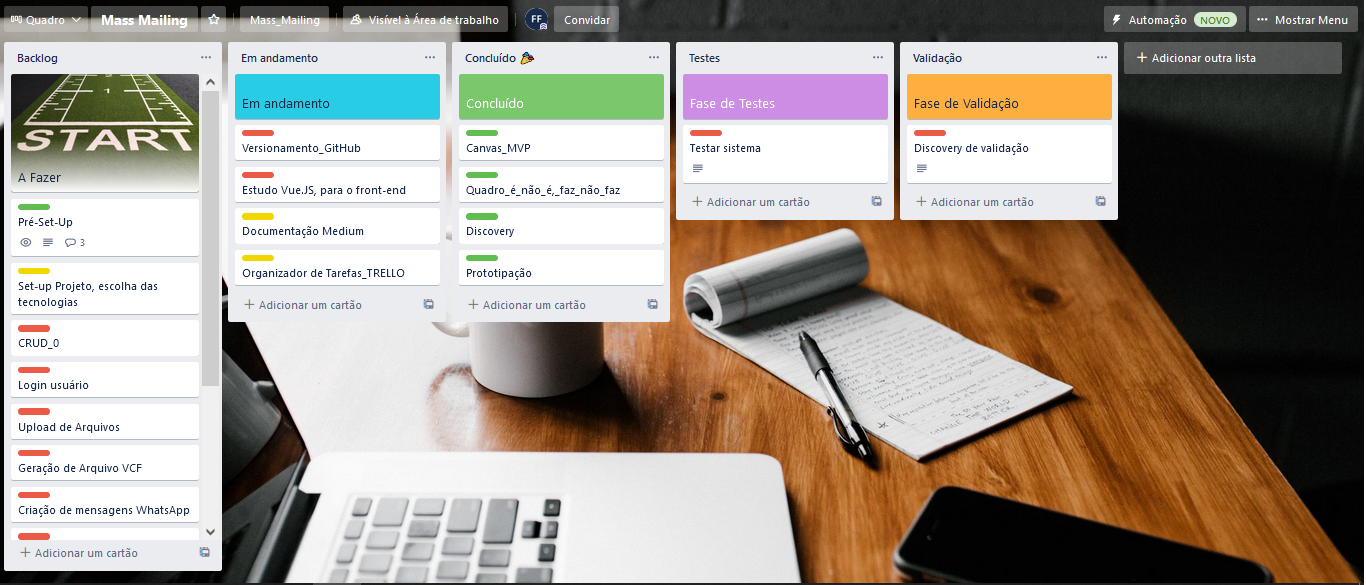 Quadro
Mass Mailing
Mass_Mailing
Visível à Área de trabalho
FF
Convidar
Automação NOVO
Mostrar Menu
Backlog
START
A Fazer
Pré-Set-Up
3
Set-up Projeto, escolha das
tecnologias
CRUD_0
Login usuário
Upload de Arquivos
Geração de Arquivo VCF
Criação de mensagens WhatsApp
Adicionar um cartão
Em andamento
Em andamento
Versionamento_GitHub
Estudo Vue.JS, para o front-end
Documentação Medium
Organizador de Tarefas_TRELLO
Adicionar um cartão
Concluído
Concluído
Canvas_MVP
Quadro_é_não_é,_faz_não_faz
Discovery
Prototipação
Adicionar um cartão
Testes
Fase de Testes
Testar sistema
Adicionar um cartão
Validação
Fase de Validação
Discovery de validação
Adicionar um cartão
Adicionar outra lista